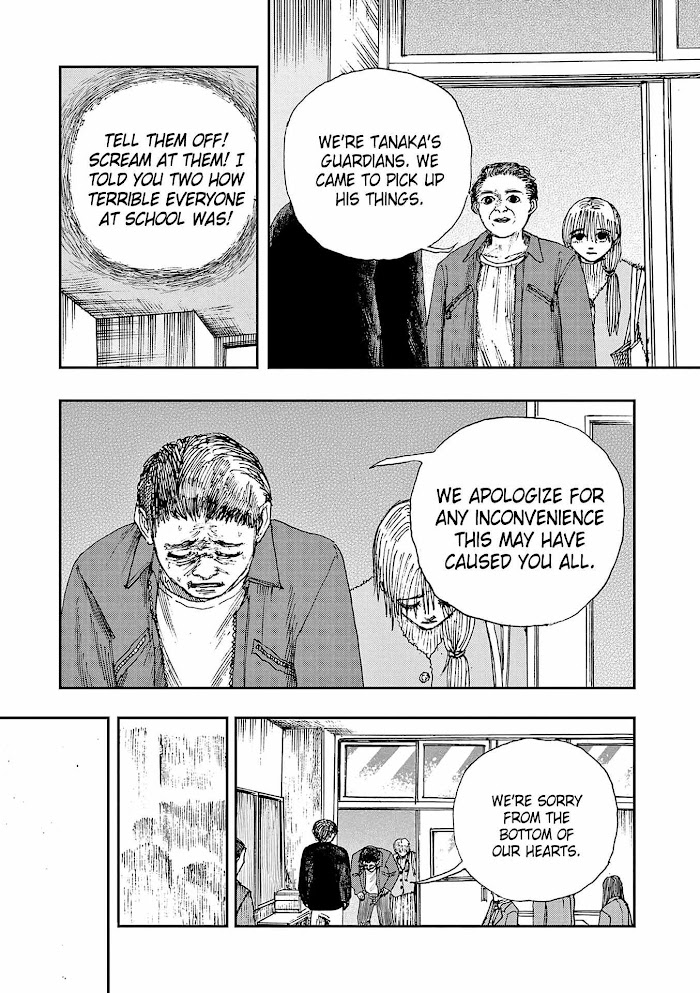 WE'RE TANAKA'S
GUARDIANS. WE
CAME TO PICK UP
HIS THINGS.
TELL THEM OFF!
SCREAM AT THEM! I
TOLD YOU TWO HOW
TERRIBLE EVERYONE
AT SCHOOL WAS!
WE APOLOGIZE FOR
ANY INCONVENIENCE
THIS MAY HAVE
CAUSED YOU ALL.
WE'RE SORRY
FROM THE
BOTTOM OF
OUR HEARTS.